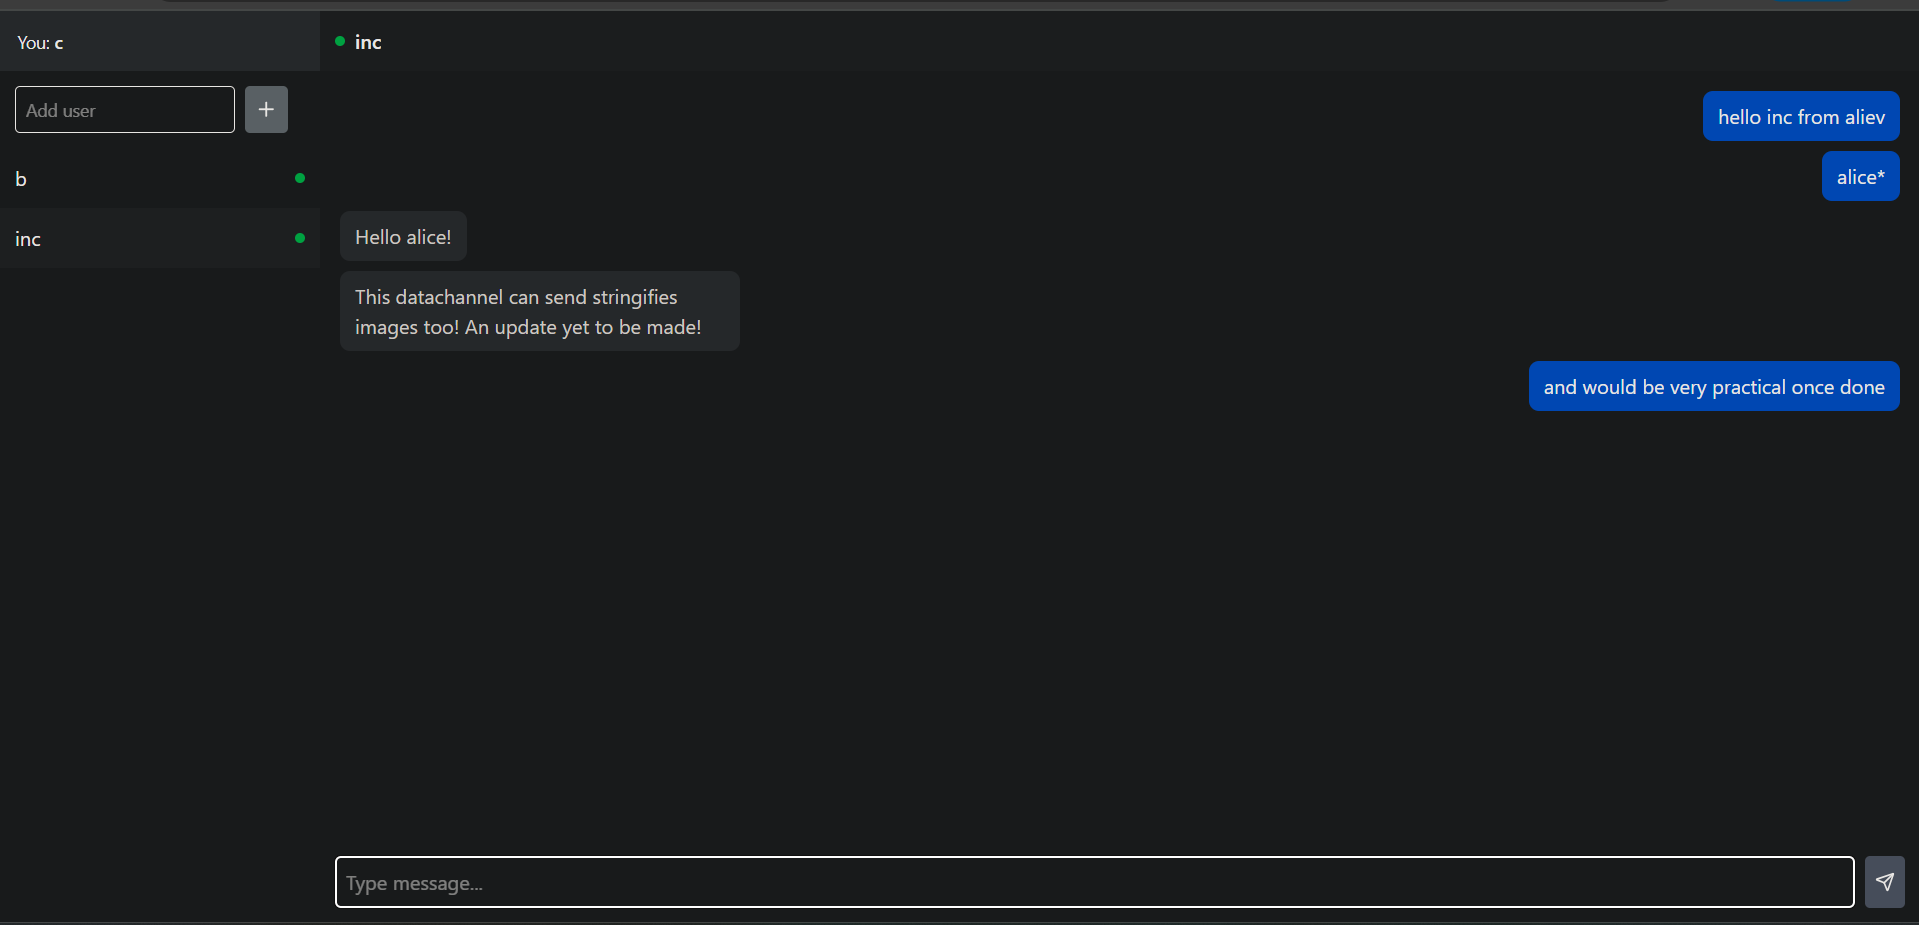 You: c
Add user
+
b
inc
inc
hello inc from aliev
alice*
Hello alice!
This datachannel can send stringifies
images too! An update yet to be made!
and would be very practical once done
Type message...